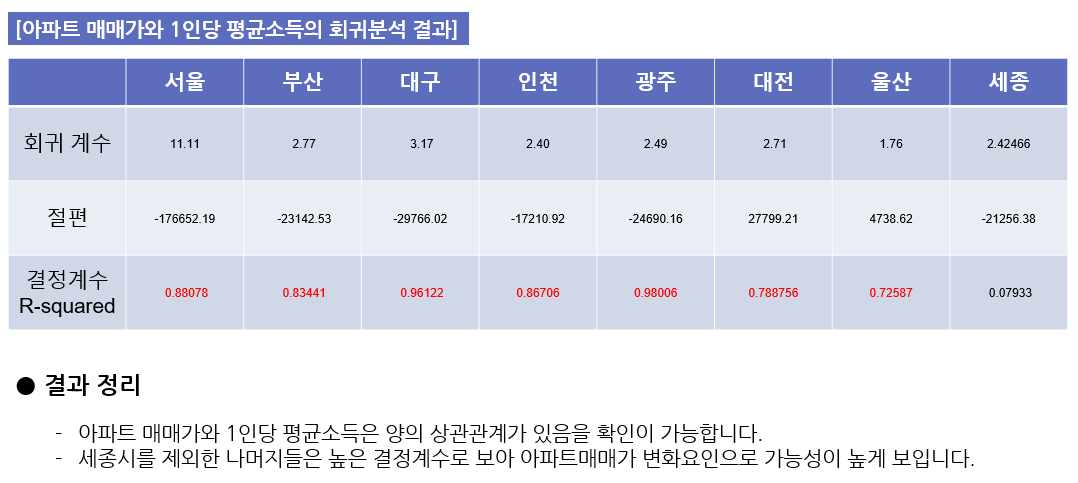 [아파트 매매가와 1인당 평균소득의 회귀분석 결과]
서울 부산 대구 인천 광주 대전 울산 세종
회귀 계수 11.11 2.77 3.17 2.40 2.49 2.71 1.76 2.42466
절편 -176652.19 -23142.53 -29766.02 -17210.92 -24690.16 27799.21 4738.62 -21256.38
결정계수
R-squared 0.88078 0.83441 0.96122 0.86706 0.98006 0.788756 0.72587 0.07933
● 결과 정리
- 아파트 매매가와 1인당 평균소득은 양의 상관관계가 있음을 확인이 가능합니다.
- 세종시를 제외한 나머지들은 높은 결정계수로 보아 아파트매매가 변화요인으로 가능성이 높게 보입니다.